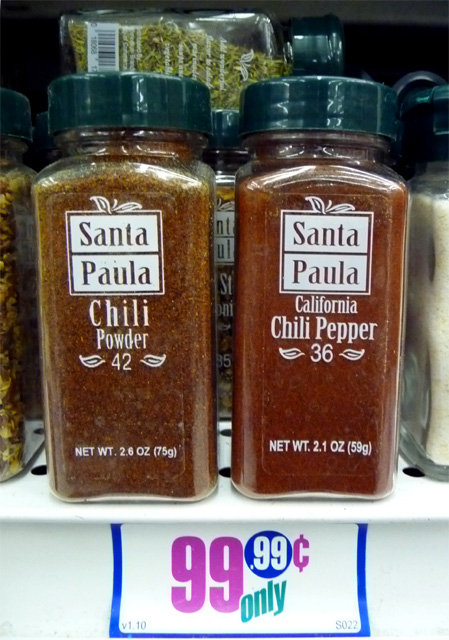 Santa
Paula
Chili
Powder
42
NET WT. 2.6 OZ (75g)
Santa
Paula
California
Chili Pepper
36
NET WT. 2.1 OZ (59g)
99 .99¢
only
v1.10
S022